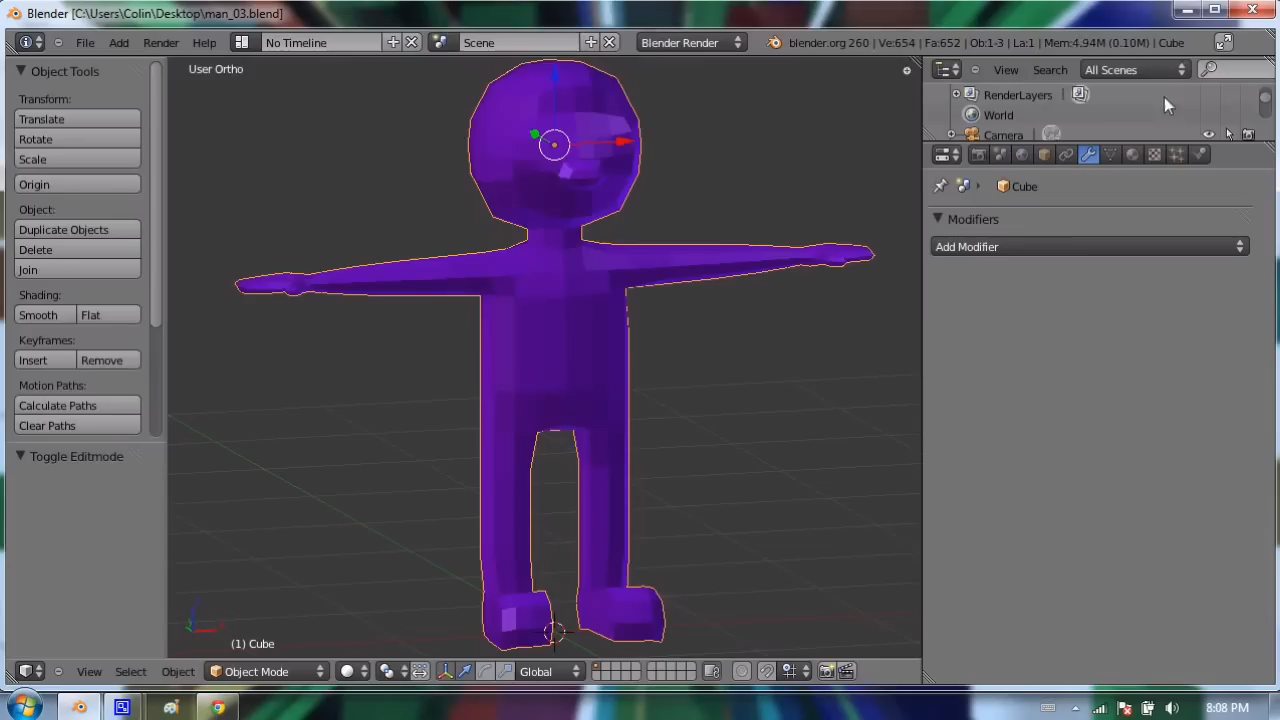 Blender [C:\Users\Colin\Desktop\man_03.blend]
File Add Render Help No Timeline Scene Blender Render blender.org 260 | Ve:654 | Fa:652 | Ob:1-3 | La:1 | Mem:4.94M (0.10M) | Cube
Object Tools
Transform:
Translate
Rotate
Scale
Origin
Object:
Duplicate Objects
Delete
Join
Shading:
Smooth Flat
Keyframes:
Insert Remove
Motion Paths:
Calculate Paths
Clear Paths
Toggle Editmode
User Ortho
(1) Cube
View Select Object Object Mode Global
View Search All Scenes
RenderLayers
World
Camera
Cube
Modifiers
Add Modifier
8:08 PM